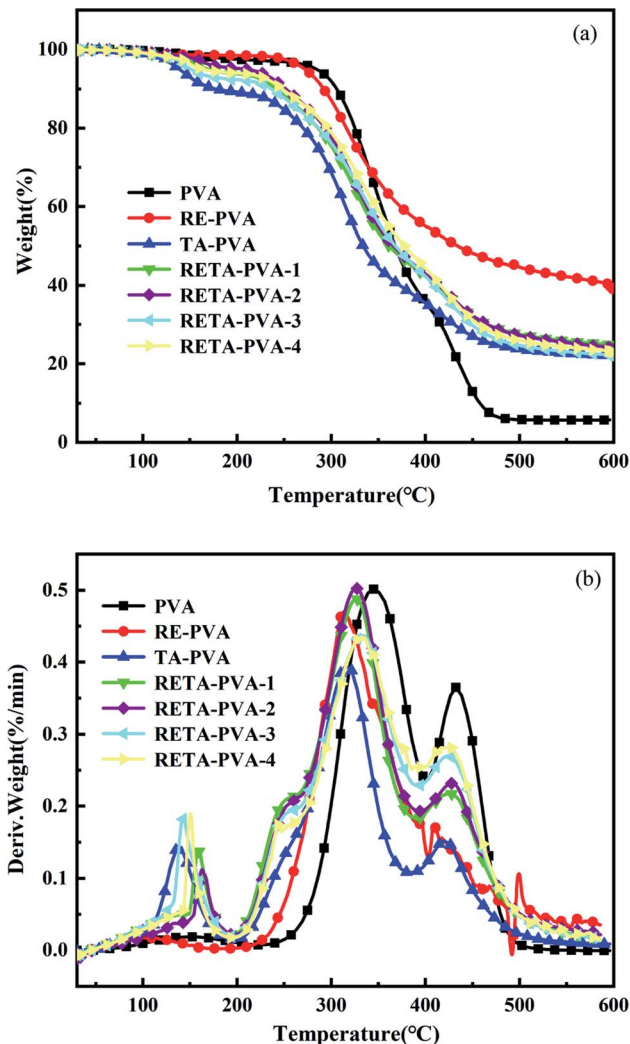 (a)
100
80
60
40
20
0
Weight(%)
PVA
RE-PVA
TA-PVA
RETA-PVA-1
RETA-PVA-2
RETA-PVA-3
RETA-PVA-4
100 200 300 400 500 600
Temperature(℃)
(b)
0.5
0.4
0.3
0.2
0.1
0.0
Deriv.Weight(%/min)
PVA
RE-PVA
TA-PVA
RETA-PVA-1
RETA-PVA-2
RETA-PVA-3
RETA-PVA-4
100 200 300 400 500 600
Temperature(℃)